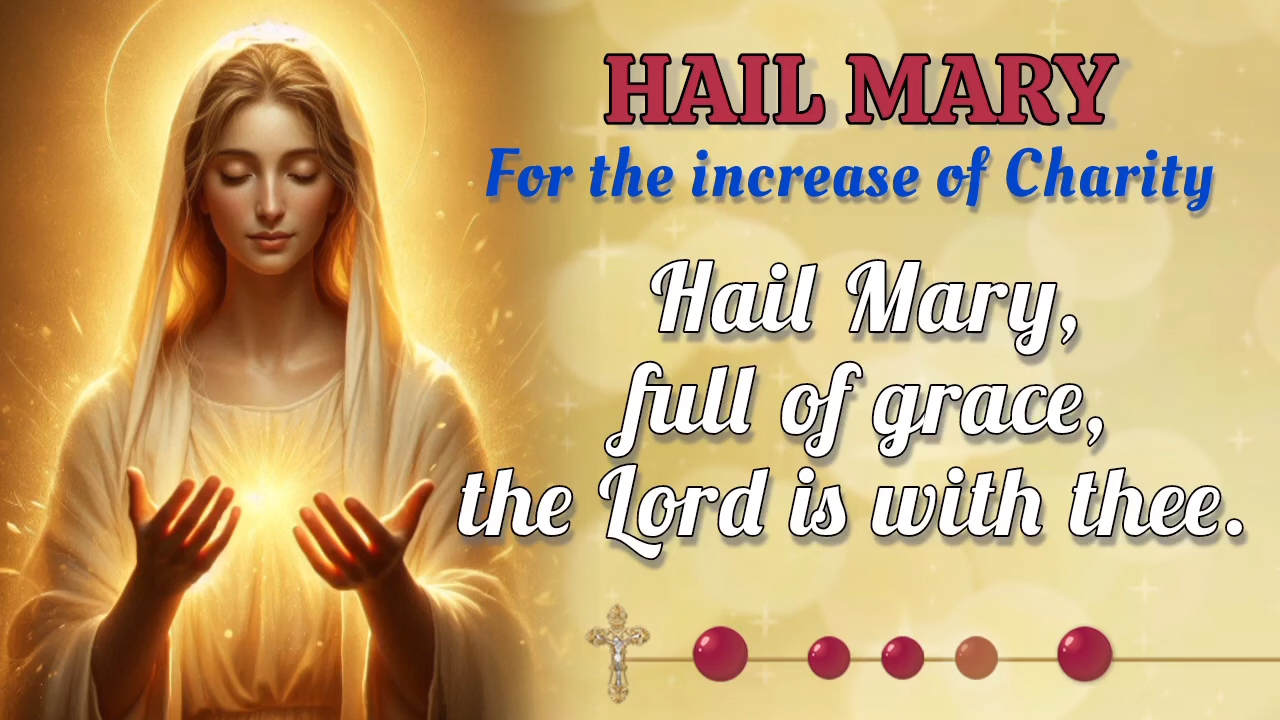 HAIL MARY
For the increase of Charity
Hail Mary,
full of grace,
the Lord is with thee.